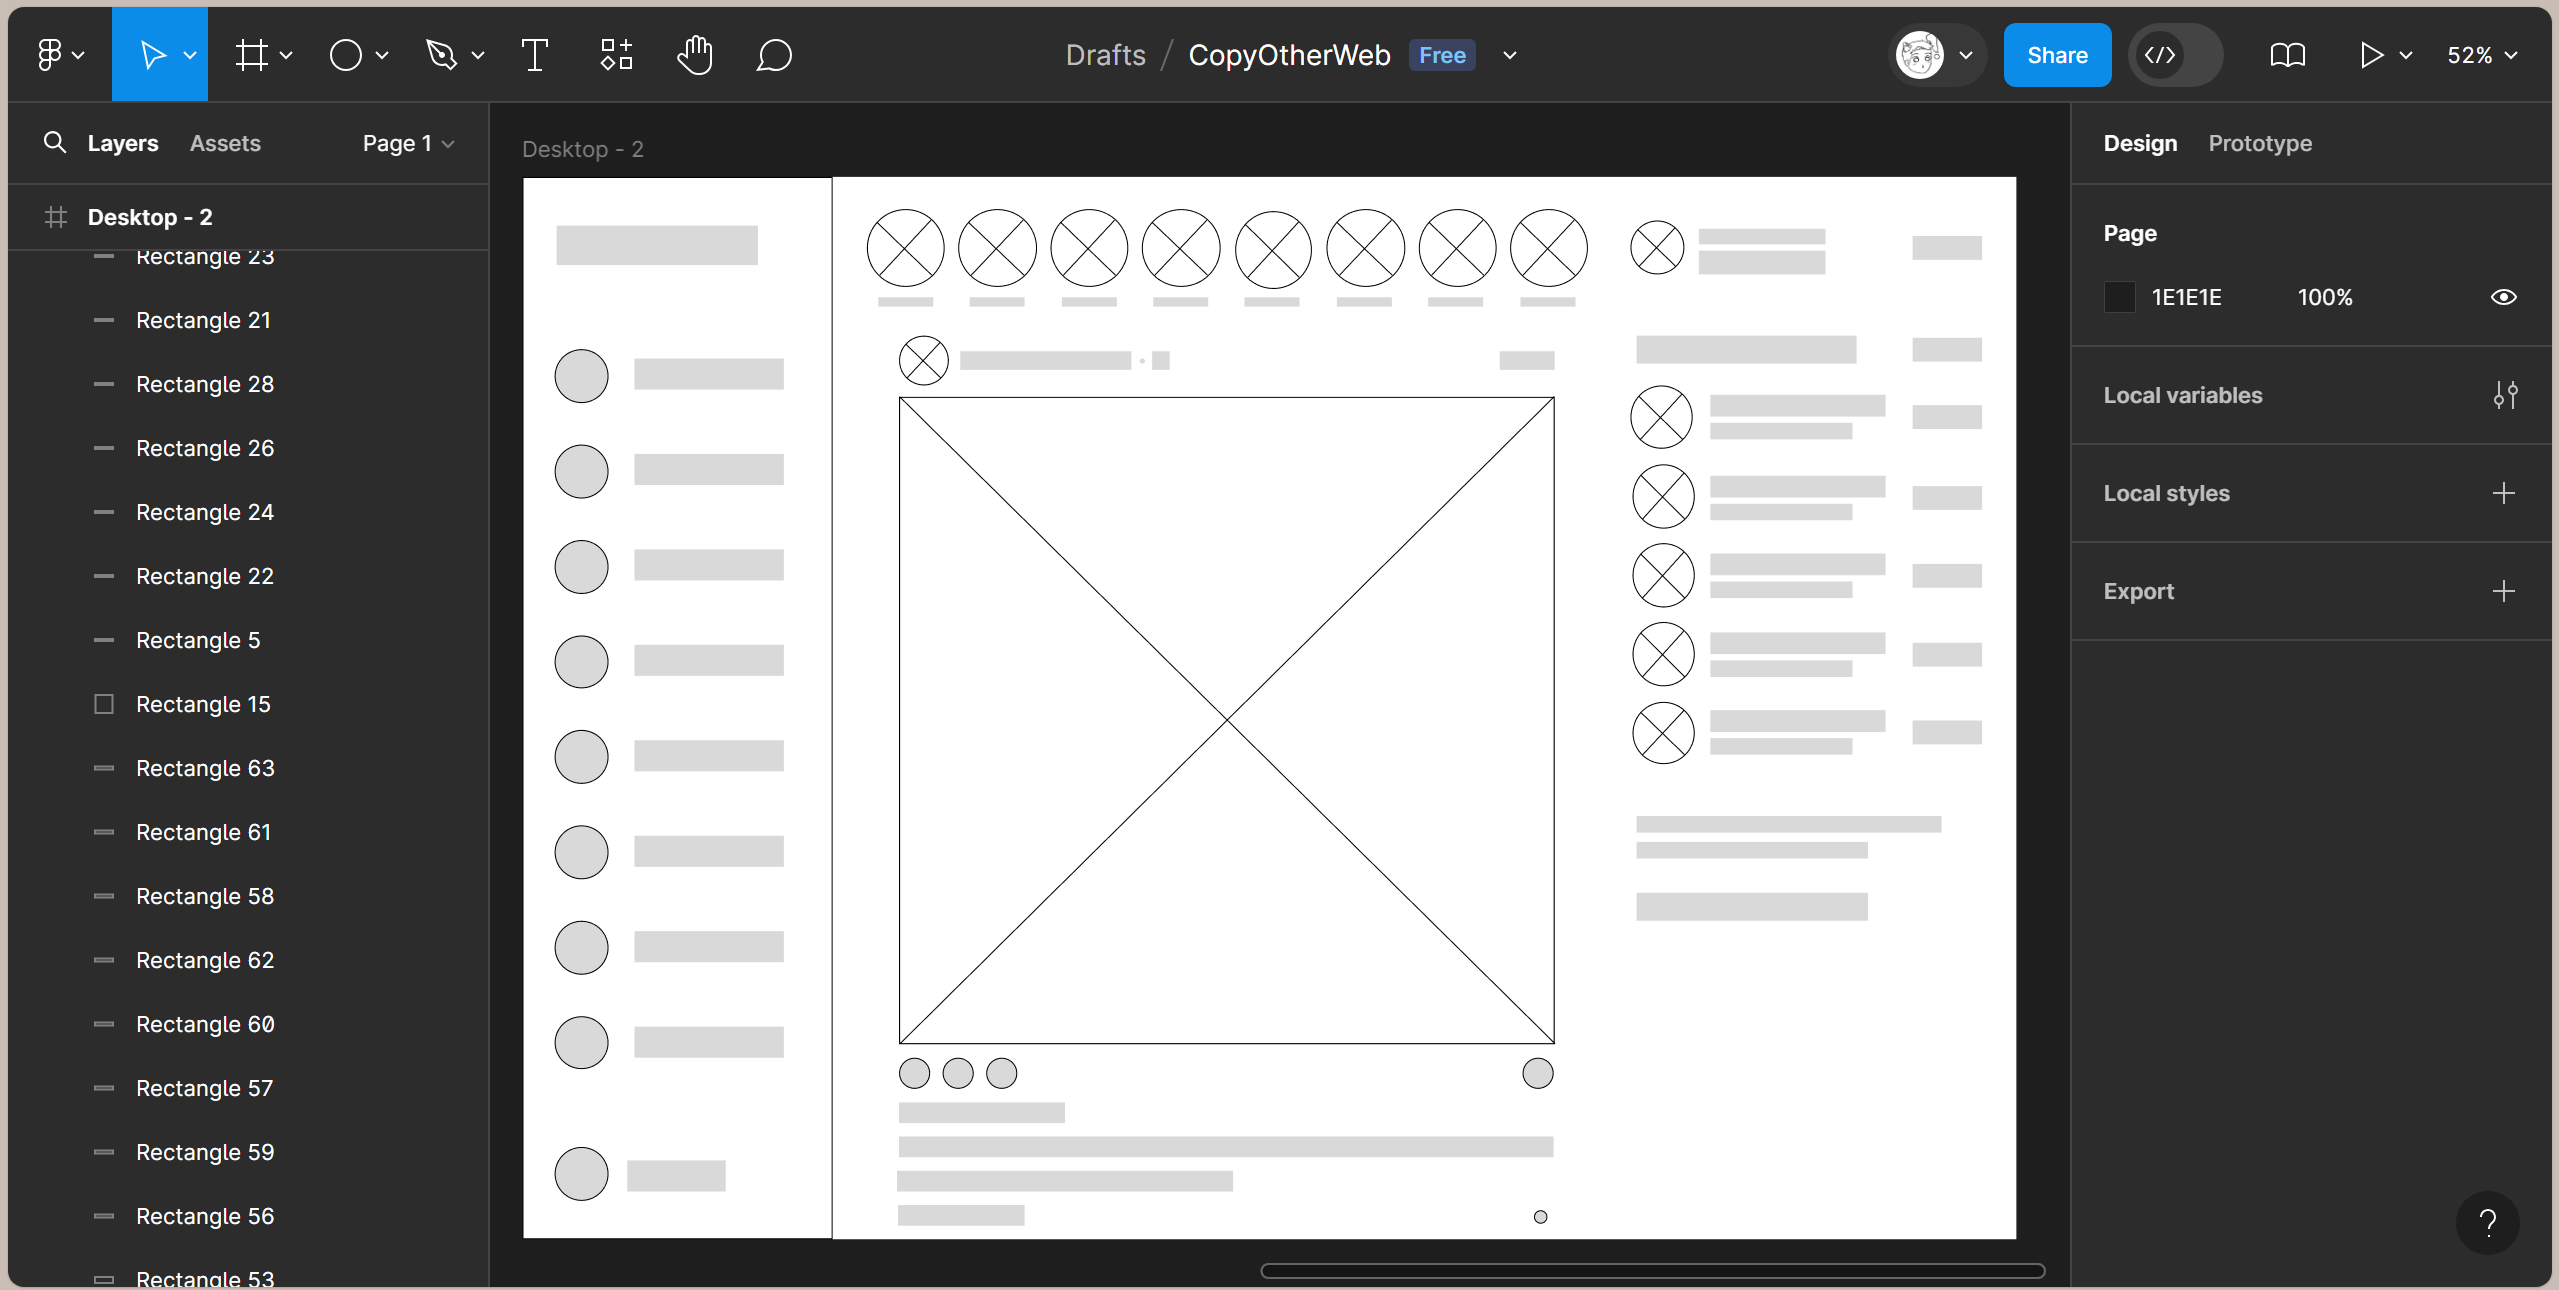 Drafts / CopyOtherWeb Free
Share
52%
Layers Assets Page 1
Desktop - 2
Rectangle 23
Rectangle 21
Rectangle 28
Rectangle 26
Rectangle 24
Rectangle 22
Rectangle 5
Rectangle 15
Rectangle 63
Rectangle 61
Rectangle 58
Rectangle 62
Rectangle 60
Rectangle 57
Rectangle 59
Rectangle 56
Rectangle 53
Desktop - 2
Design Prototype
Page
1E1E1E 100%
Local variables
Local styles
Export
?